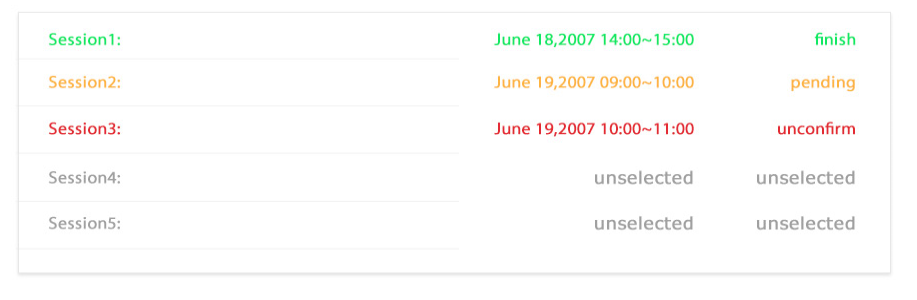 Session1: June 18,2007 14:00~15:00 finish
Session2: June 19,2007 09:00~10:00 pending
Session3: June 19,2007 10:00~11:00 unconfirm
Session4: unselected unselected
Session5: unselected unselected